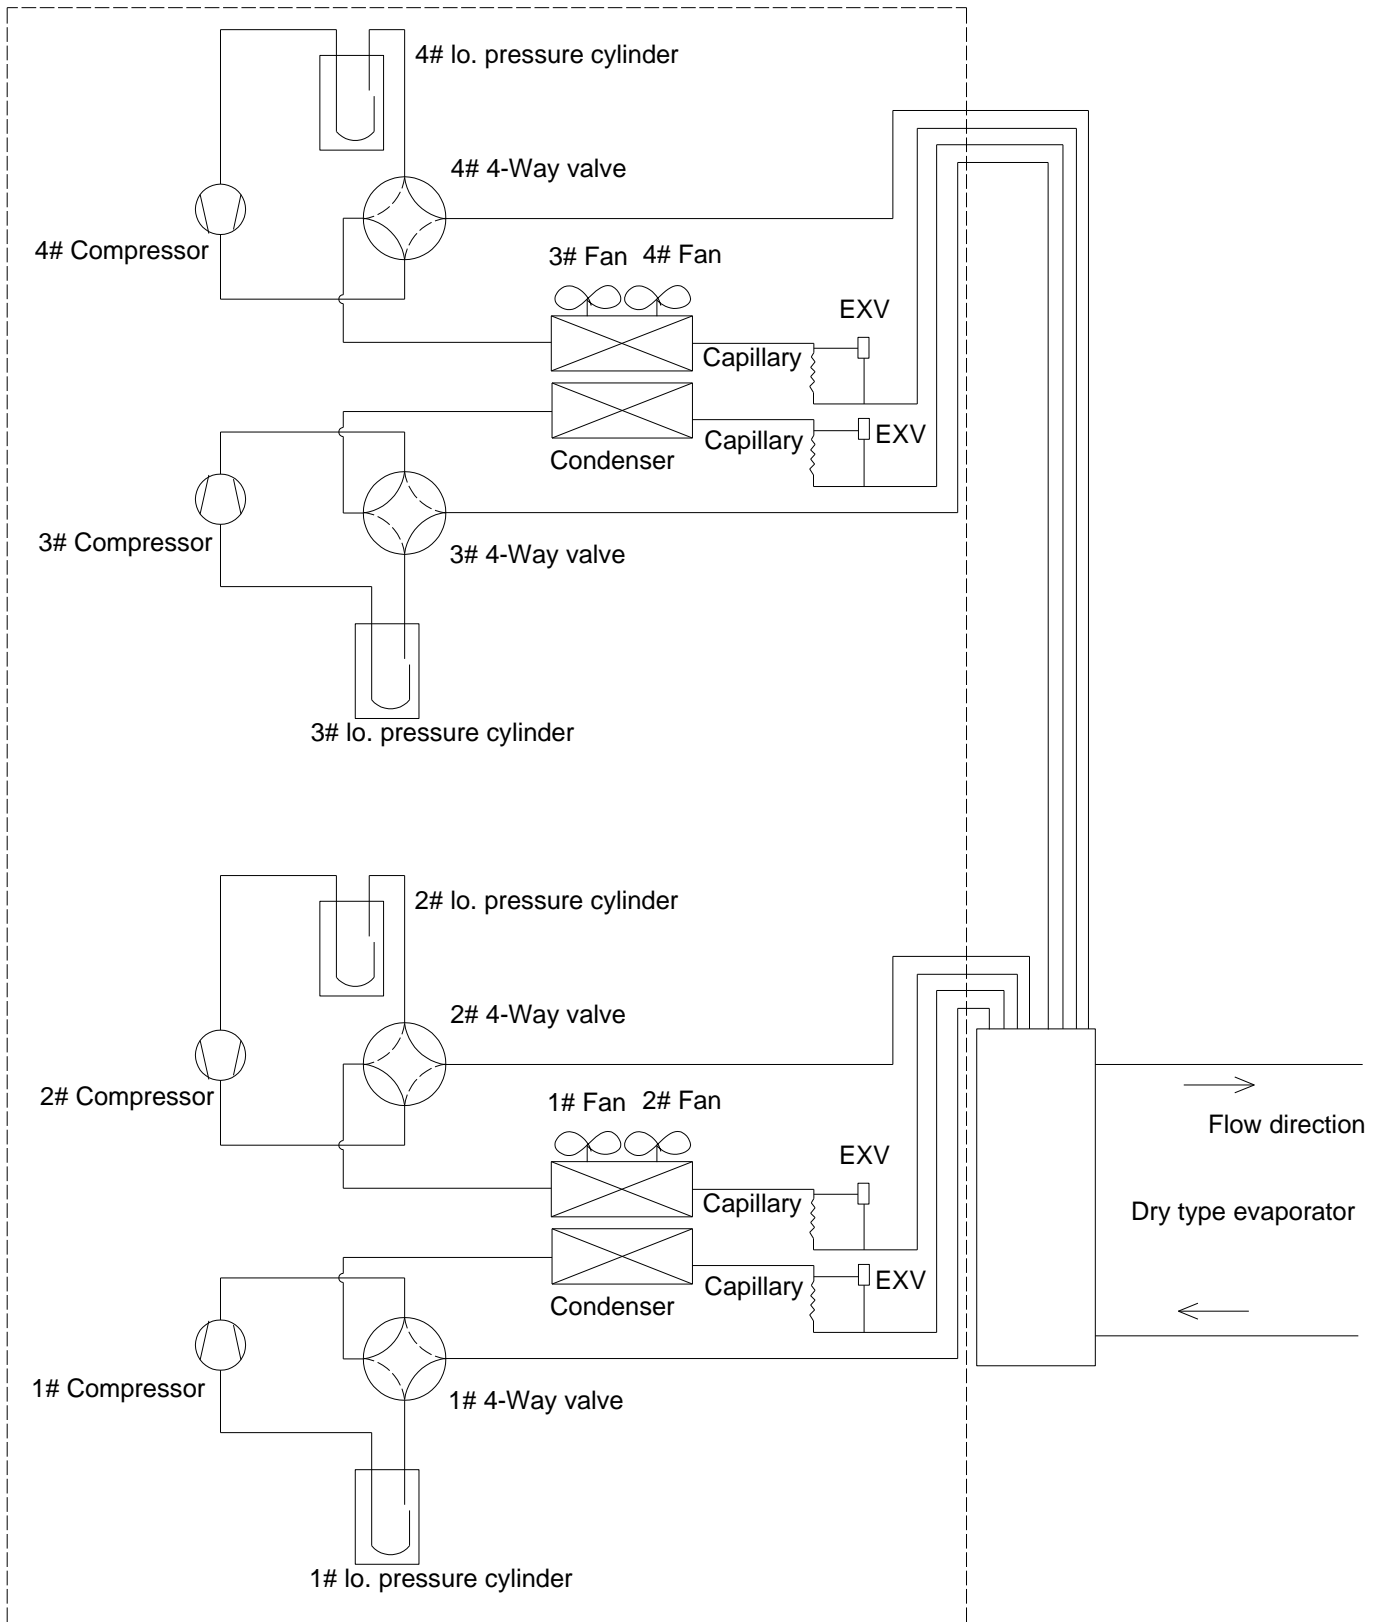 4# lo. pressure cylinder
4# 4-Way valve
4# Compressor
3# Fan 4# Fan
EXV
Capillary
Capillary
EXV
Condenser
3# Compressor
3# 4-Way valve
3# lo. pressure cylinder
2# lo. pressure cylinder
2# 4-Way valve
2# Compressor
1# Fan 2# Fan
Flow direction
EXV
Capillary
Dry type evaporator
Capillary
EXV
Condenser
1# Compressor
1# 4-Way valve
1# lo. pressure cylinder